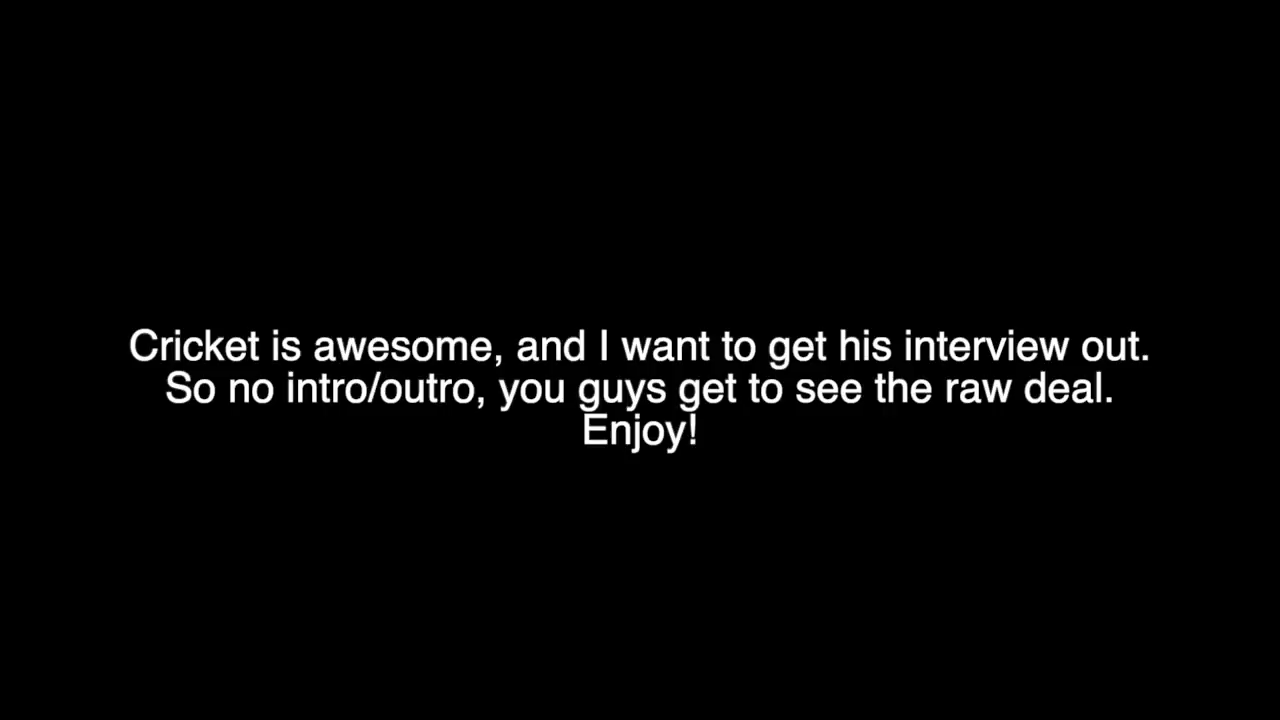 Cricket is awesome, and I want to get his interview out.
So no intro/outro, you guys get to see the raw deal.
Enjoy!